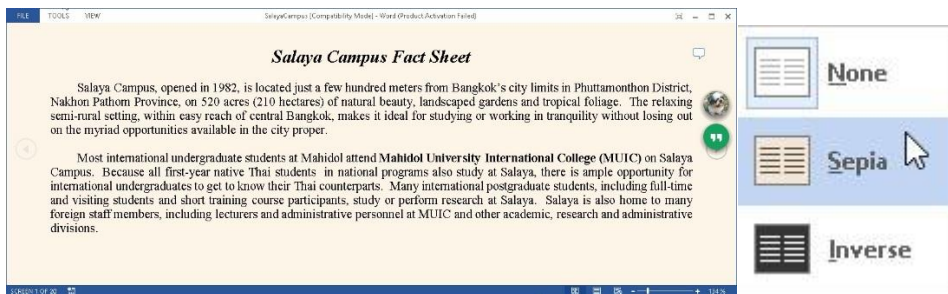 FILE TOOLS VIEW SalayaCampus [Compatibility Mode] - Word (Product Activation Failed)
Salaya Campus Fact Sheet
Salaya Campus, opened in 1982, is located just a few hundred meters from Bangkok's city limits in Phuttamonthon District,
Nakhon Pathom Province, on 520 acres (210 hectares) of natural beauty, landscaped gardens and tropical foliage. The relaxing
semi-rural setting, within easy reach of central Bangkok, makes it ideal for studying or working in tranquility without losing out
on the myriad opportunities available in the city proper.
Most international undergraduate students at Mahidol attend Mahidol University International College (MUIC) on Salaya
Campus. Because all first-year native Thai students in national programs also study at Salaya, there is ample opportunity for
international undergraduates to get to know their Thai counterparts. Many international postgraduate students, including full-time
and visiting students and short training course participants, study or perform research at Salaya. Salaya is also home to many
foreign staff members, including lecturers and administrative personnel at MUIC and other academic, research and administrative
divisions.
SCREEN 1 OF 20 134%
None
Sepia
Inverse